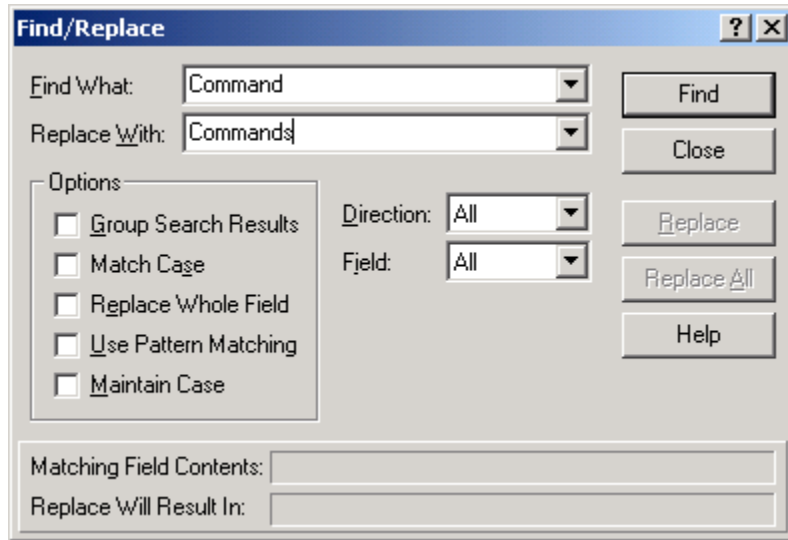 Find/Replace
Find What: Command
Find
Replace With: Commands
Close
Options
Group Search Results
Direction: All
Replace
Match Case
Field: All
Replace All
Replace Whole Field
Use Pattern Matching
Help
Maintain Case
Matching Field Contents:
Replace Will Result In: